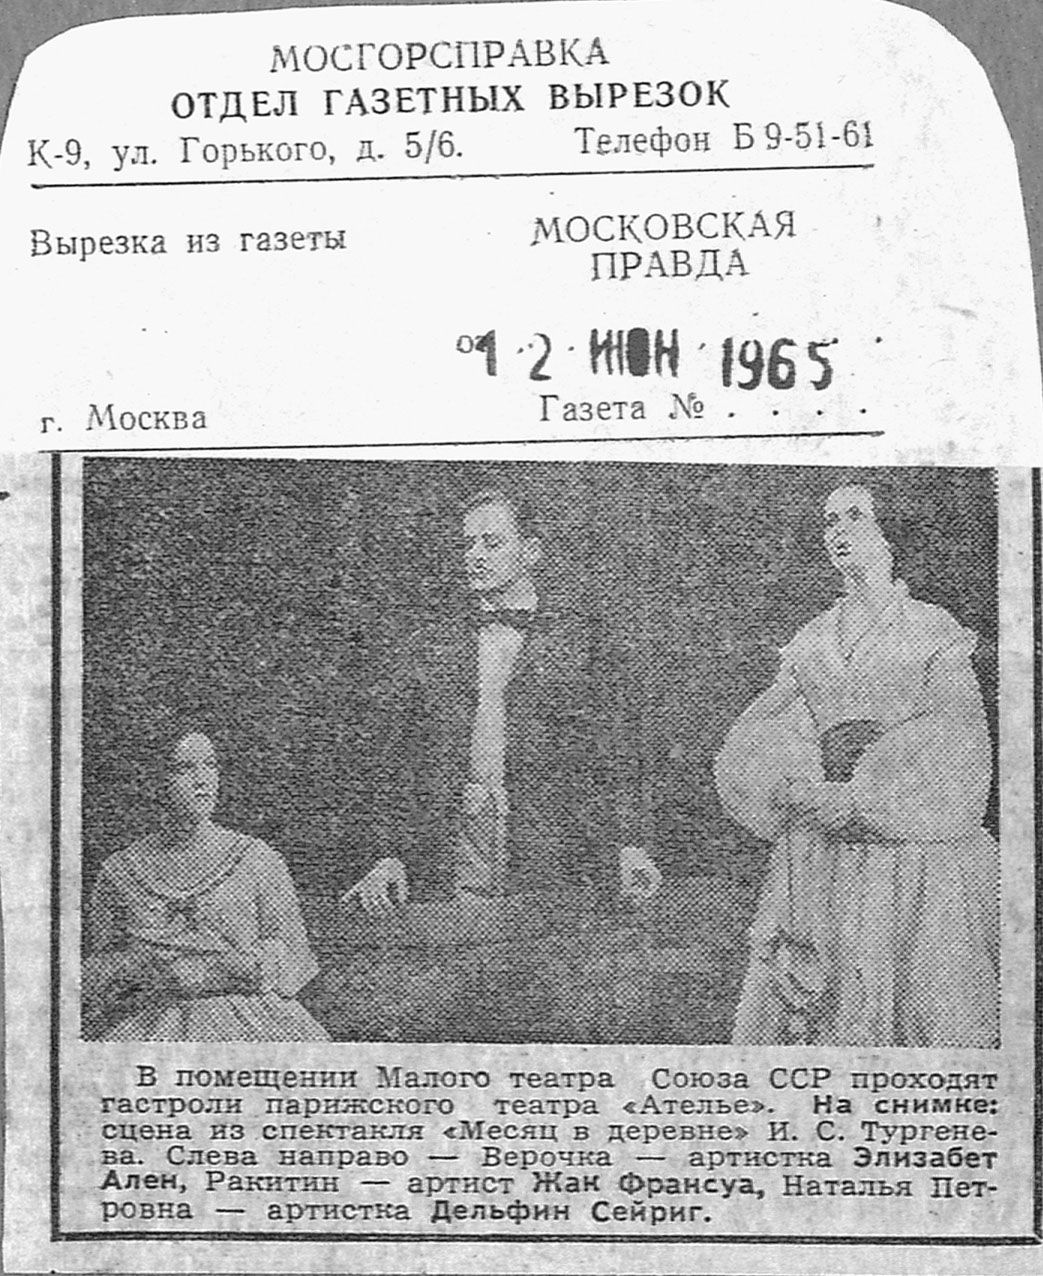 МОСГОРСПРАВКА
ОТДЕЛ ГАЗЕТНЫХ ВЫРЕЗОК
К-9, ул. Горького, д. 5/6. Телефон Б 9-51-61
Вырезка из газеты МОСКОВСКАЯ
ПРАВДА
от 12 ИЮН 1965
г. Москва Газета № . . . .
В помещении Малого театра Союза ССР проходят
гастроли парижского театра «Ателье». На снимке:
сцена из спектакля «Месяц в деревне» И. С. Тургене-
ва. Слева направо — Верочка — артистка Элизабет
Ален, Ракитин — артист Жак Франсуа, Наталья Пет-
ровна — артистка Дельфин Сейриг.